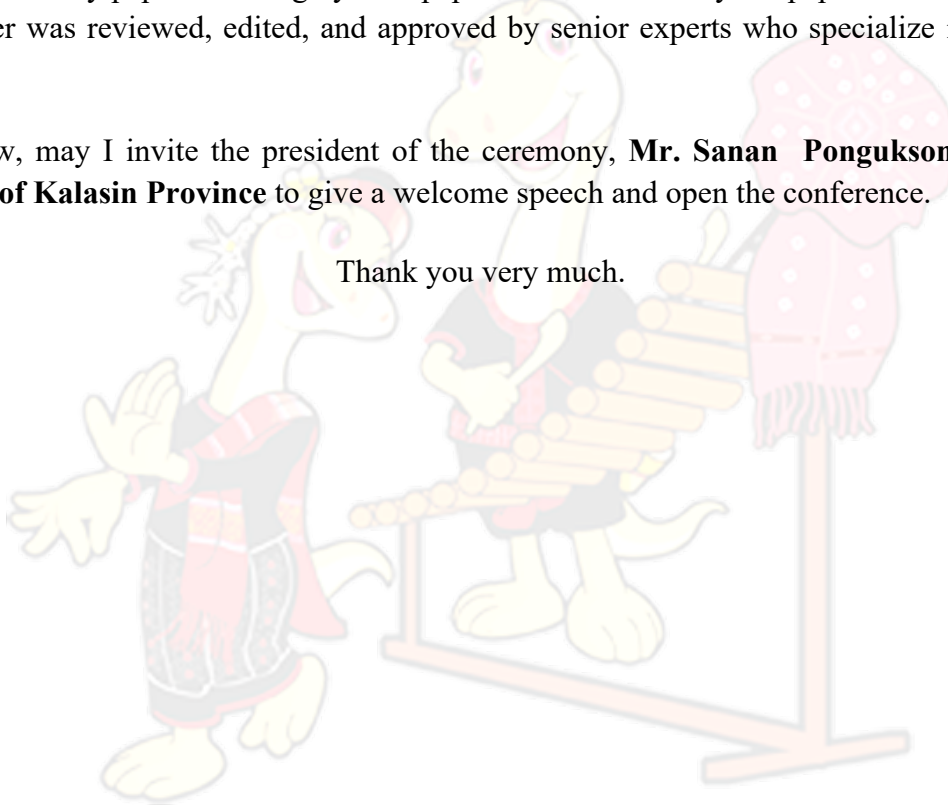 er was reviewed, edited, and approved by senior experts who specialize
w, may I invite the president of the ceremony, Mr. Sanan Pongukson
of Kalasin Province to give a welcome speech and open the conference.
Thank you very much.